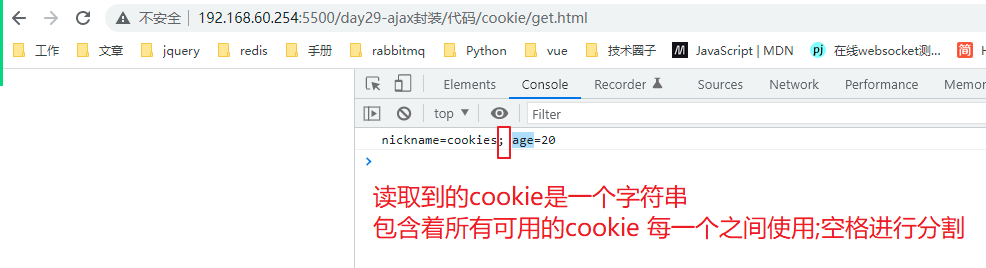 不安全 | 192.168.60.254:5500/day29-ajax封装/代码/cookie/get.html
工作 文章 jquery redis 手册 rabbitmq Python vue 技术圈子 JavaScript | MDN pj 在线websocket测... 简 H
Elements Console Recorder Sources Network Performance Memor
top Filter
nickname=cookies; age=20
读取到的cookie是一个字符串
包含着所有可用的cookie 每一个之间使用;空格进行分割